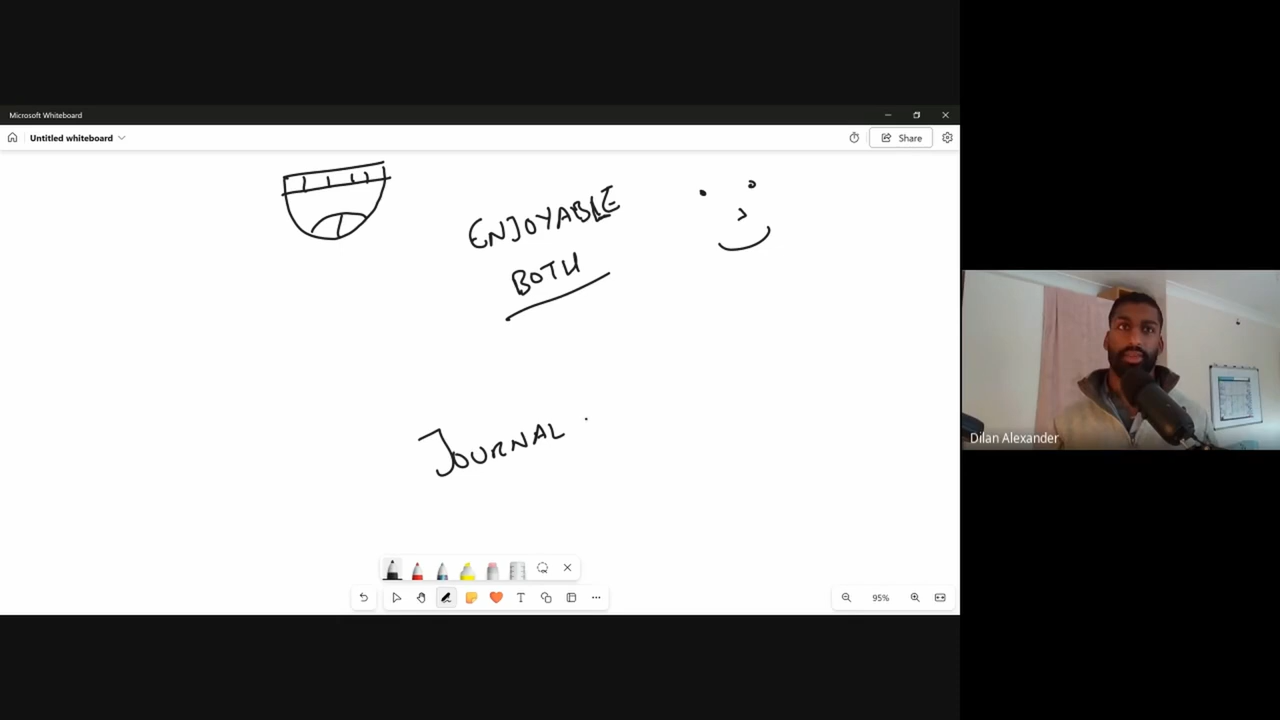 Microsoft Whiteboard
Untitled whiteboard
Share
ENJOYABLE
BOTH
JOURNAL
Dilan Alexander
95%